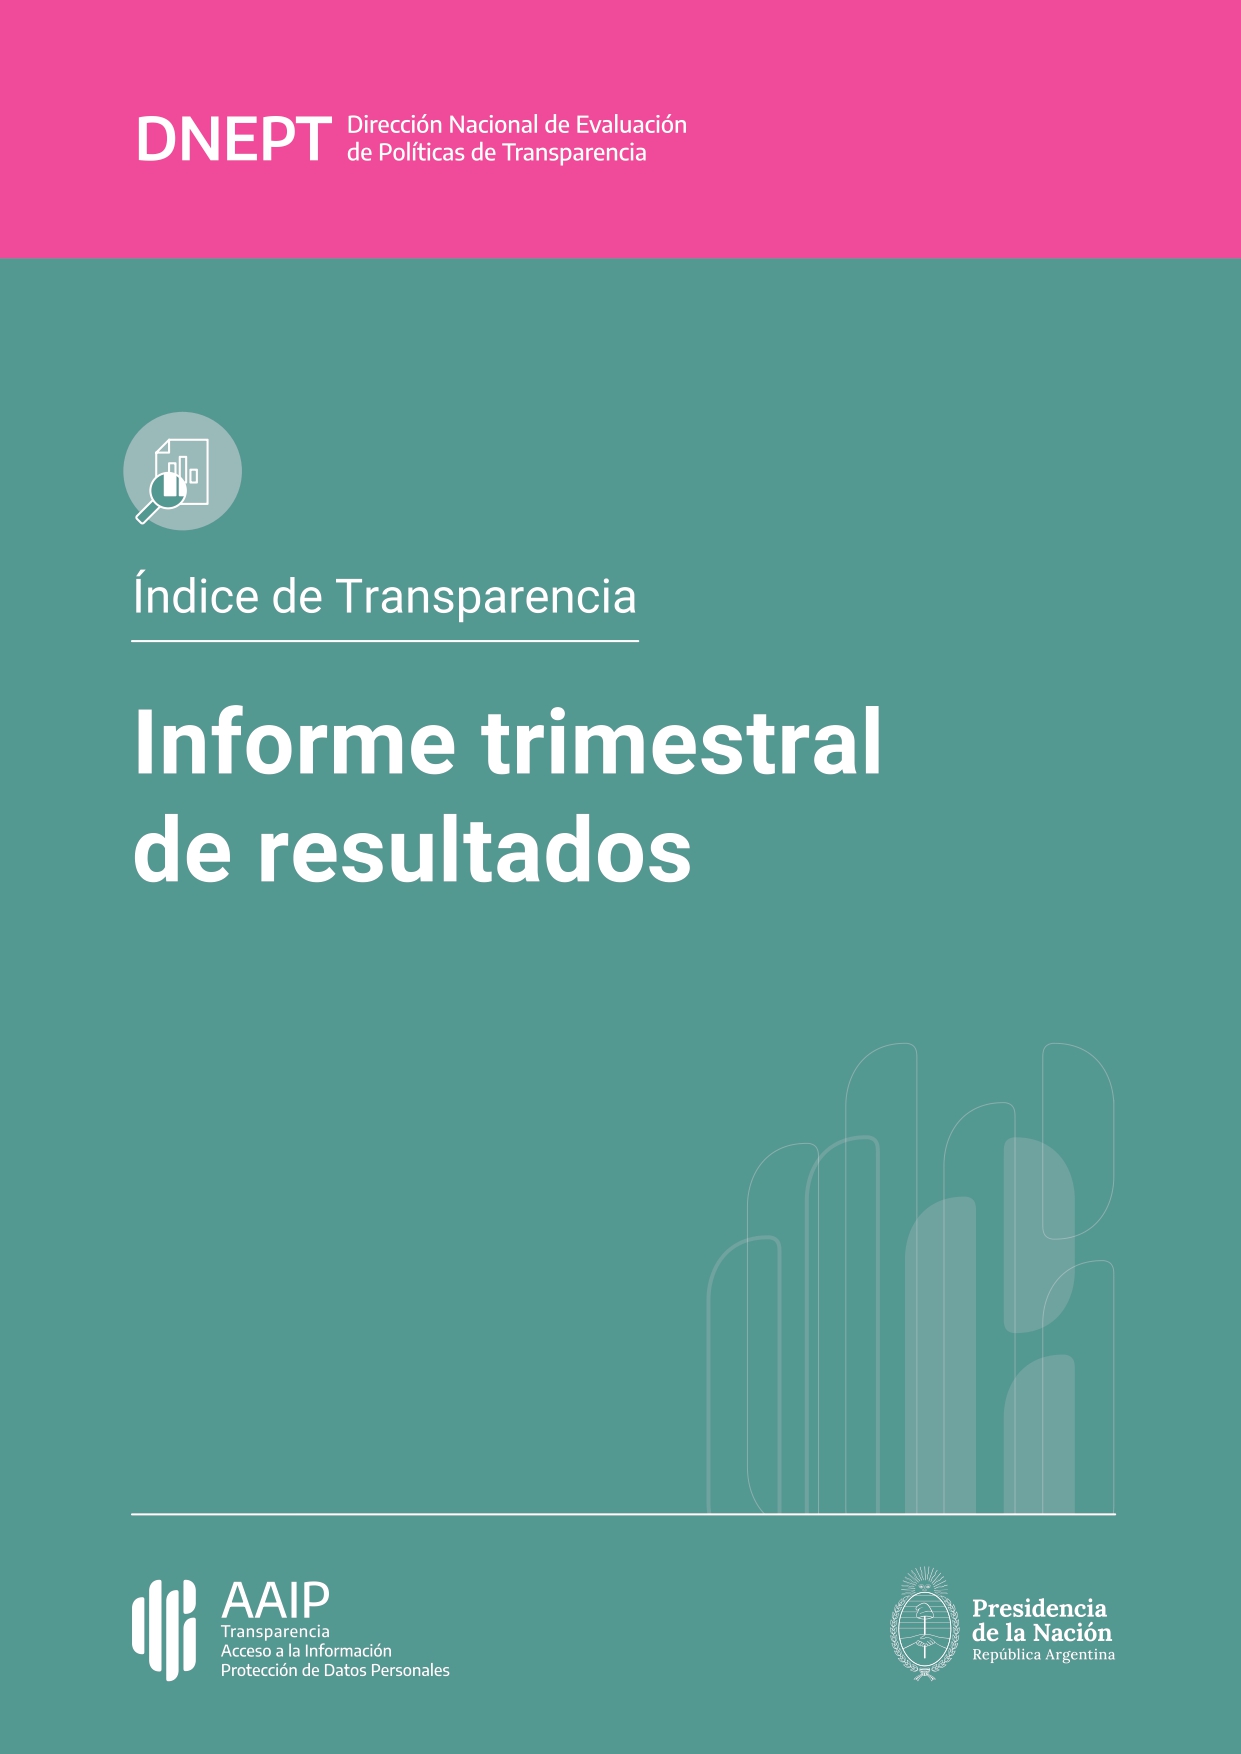 DNEPT
Dirección Nacional de Evaluación
de Políticas de Transparencia
Índice de Transparencia
Informe trimestral
de resultados
AAIP
Transparencia
Acceso a la Información
Protección de Datos Personales
Presidencia
de la Nación
República Argentina